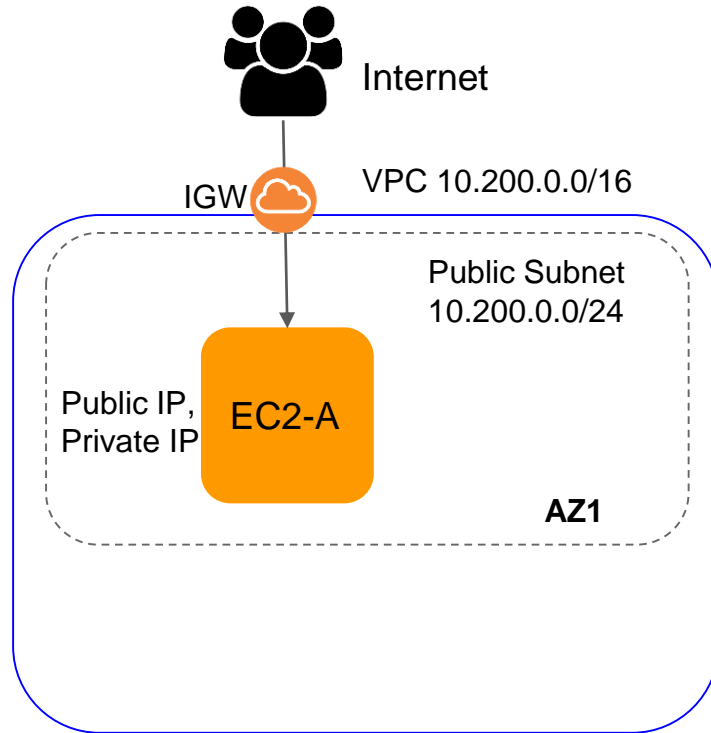 Internet
IGW
VPC 10.200.0.0/16
Public Subnet
10.200.0.0/24
Public IP,
Private IP
EC2-A
AZ1